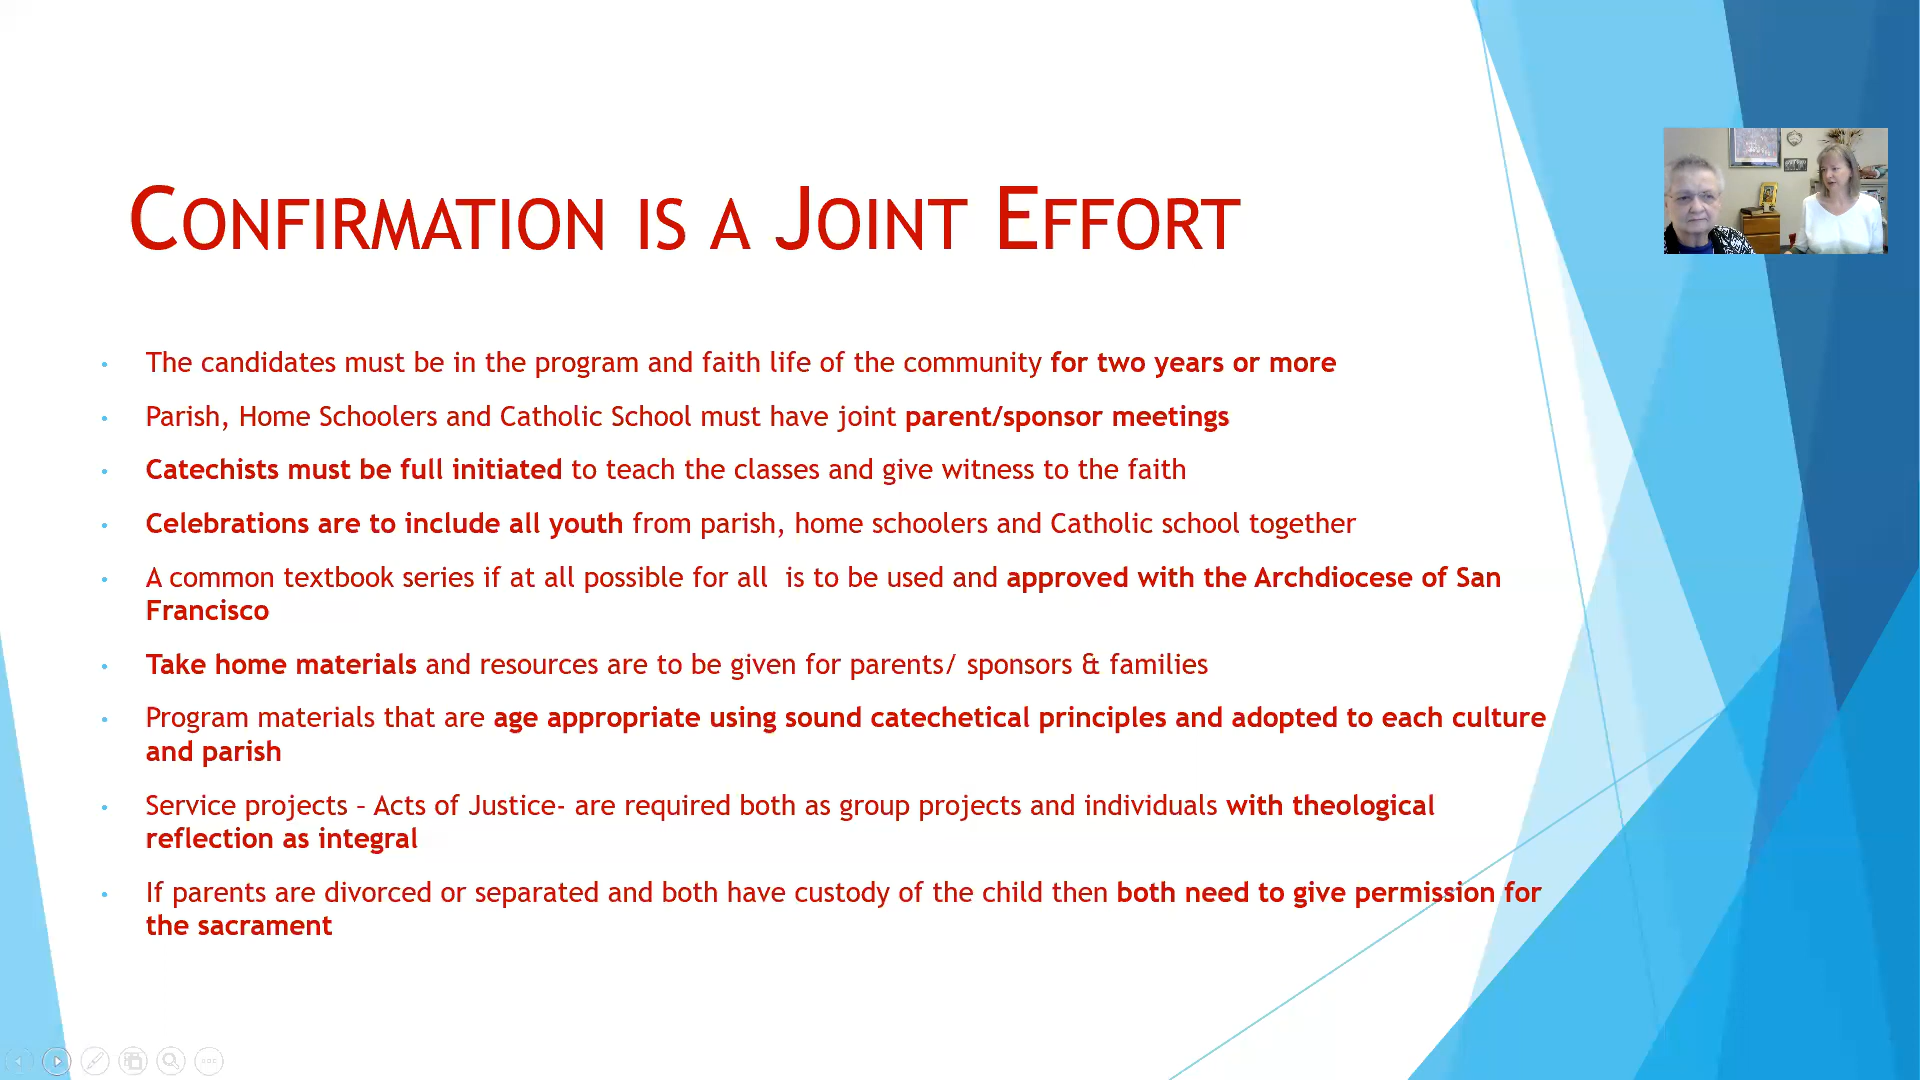 CONFIRMATION IS A JOINT EFFORT
• The candidates must be in the program and faith life of the community for two years or more
• Parish, Home Schoolers and Catholic School must have joint parent/sponsor meetings
• Catechists must be full initiated to teach the classes and give witness to the faith
• Celebrations are to include all youth from parish, home schoolers and Catholic school together
• A common textbook series if at all possible for all  is to be used and approved with the Archdiocese of San
Francisco
• Take home materials and resources are to be given for parents/ sponsors & families
• Program materials that are age appropriate using sound catechetical principles and adopted to each culture
and parish
• Service projects – Acts of Justice- are required both as group projects and individuals with theological
reflection as integral
• If parents are divorced or separated and both have custody of the child then both need to give permission for
the sacrament